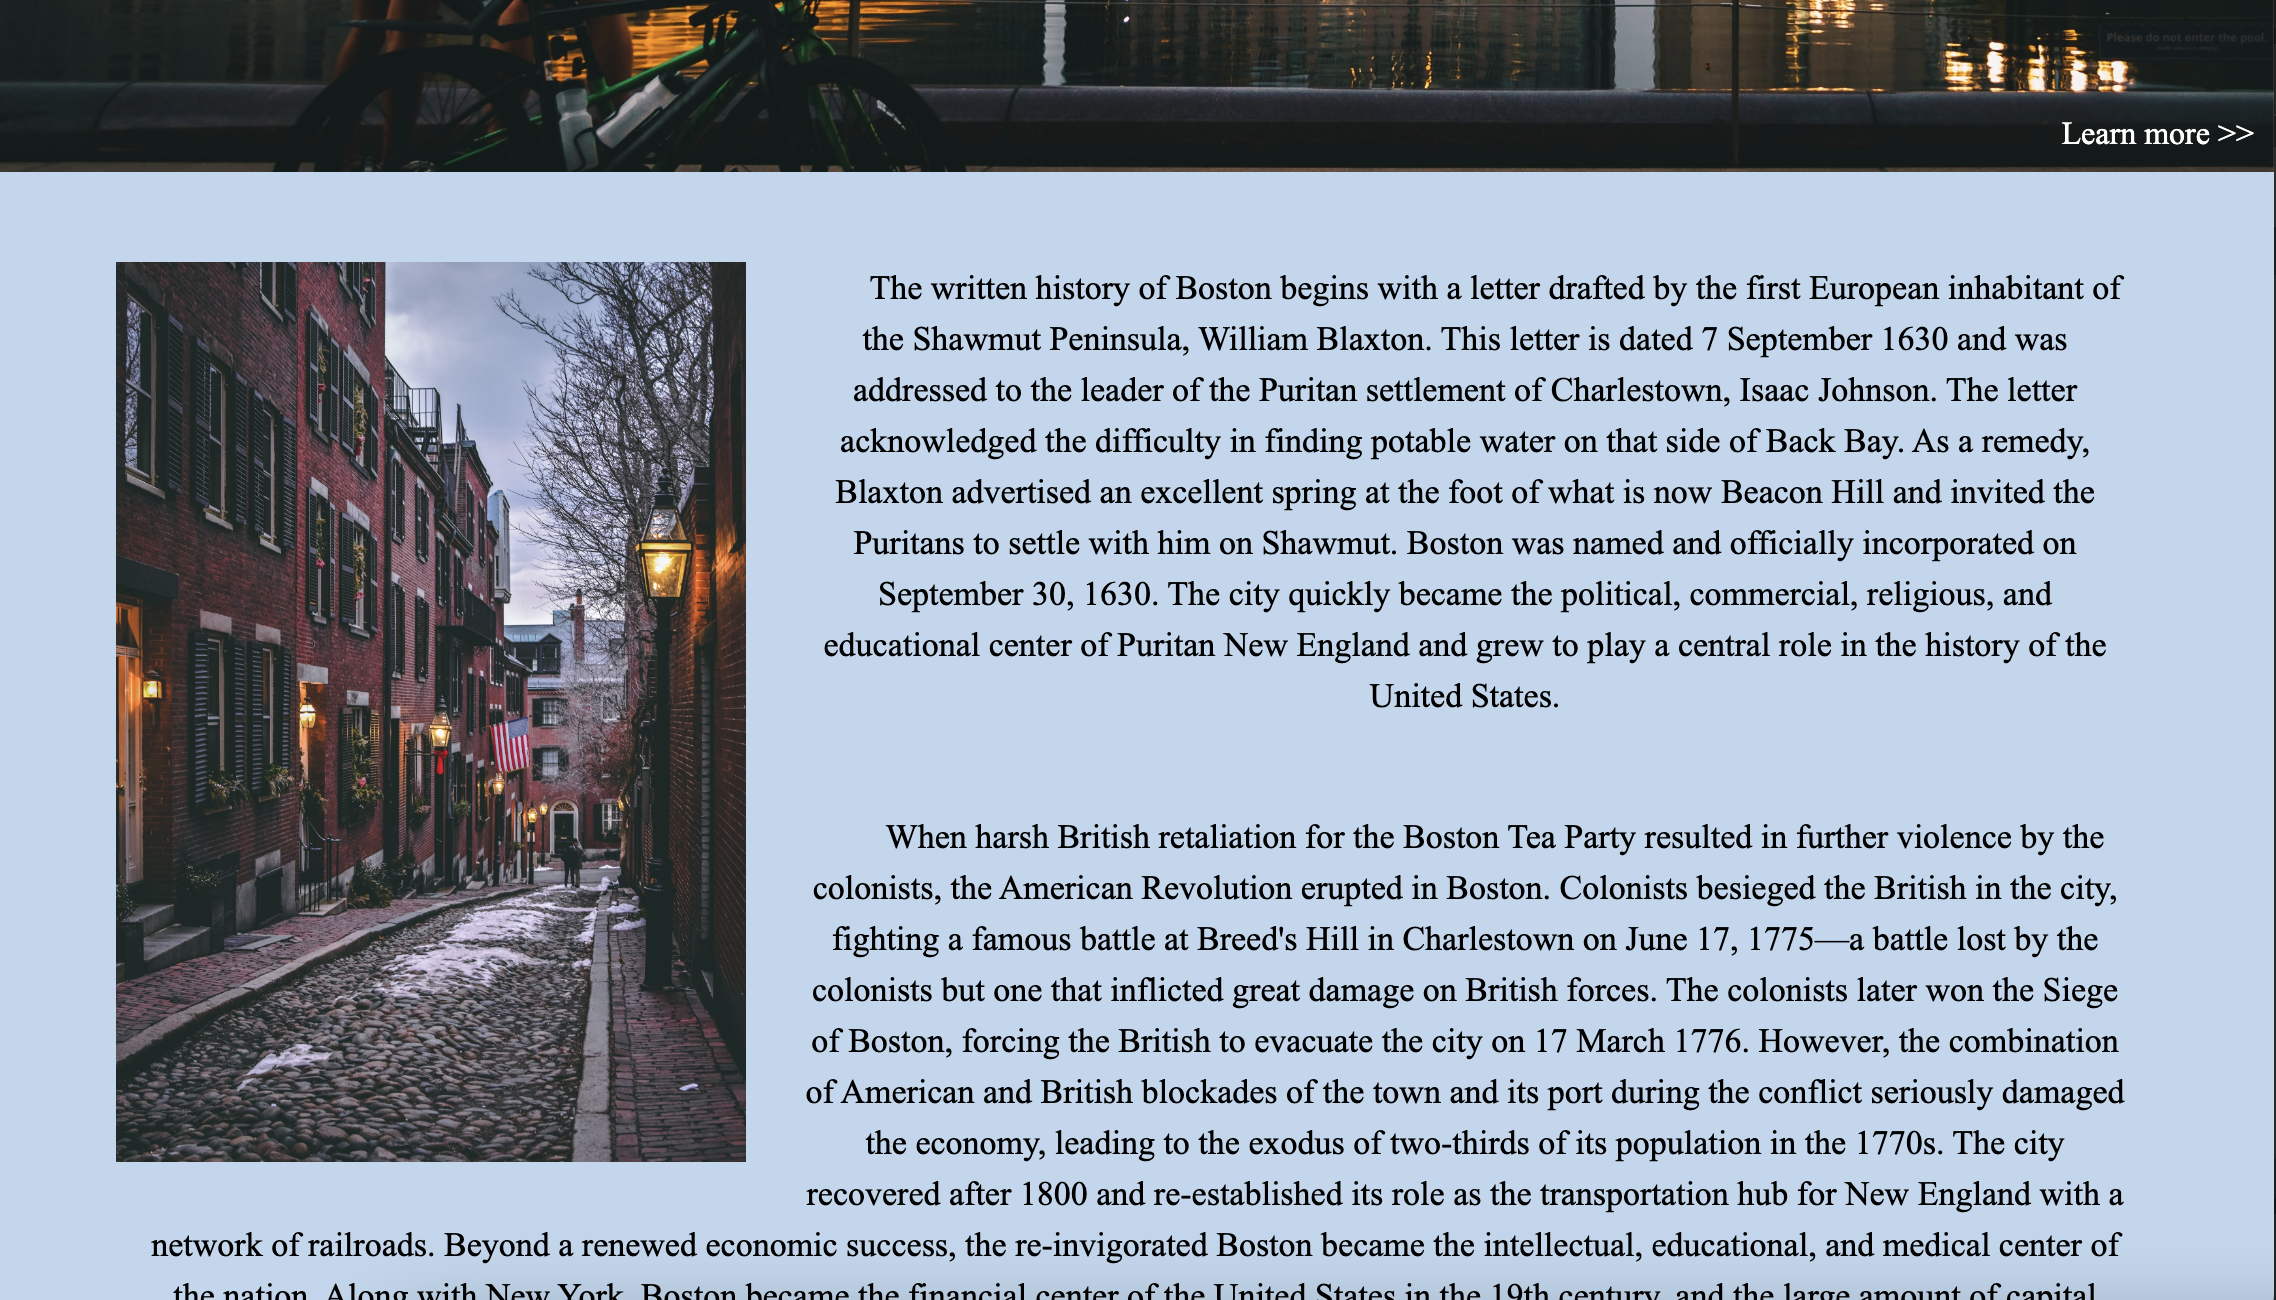 Please do not enter the pool.
Learn more >>
The written history of Boston begins with a letter drafted by the first European inhabitant of
the Shawmut Peninsula, William Blaxton. This letter is dated 7 September 1630 and was
addressed to the leader of the Puritan settlement of Charlestown, Isaac Johnson. The letter
acknowledged the difficulty in finding potable water on that side of Back Bay. As a remedy,
Blaxton advertised an excellent spring at the foot of what is now Beacon Hill and invited the
Puritans to settle with him on Shawmut. Boston was named and officially incorporated on
September 30, 1630. The city quickly became the political, commercial, religious, and
educational center of Puritan New England and grew to play a central role in the history of the
United States.
When harsh British retaliation for the Boston Tea Party resulted in further violence by the
colonists, the American Revolution erupted in Boston. Colonists besieged the British in the city,
fighting a famous battle at Breed's Hill in Charlestown on June 17, 1775—a battle lost by the
colonists but one that inflicted great damage on British forces. The colonists later won the Siege
of Boston, forcing the British to evacuate the city on 17 March 1776. However, the combination
of American and British blockades of the town and its port during the conflict seriously damaged
the economy, leading to the exodus of two-thirds of its population in the 1770s. The city
recovered after 1800 and re-established its role as the transportation hub for New England with a
network of railroads. Beyond a renewed economic success, the re-invigorated Boston became the intellectual, educational, and medical center of
the nation. Along with New York, Boston became the financial center of the United States in the 19th century, and the large amount of capital